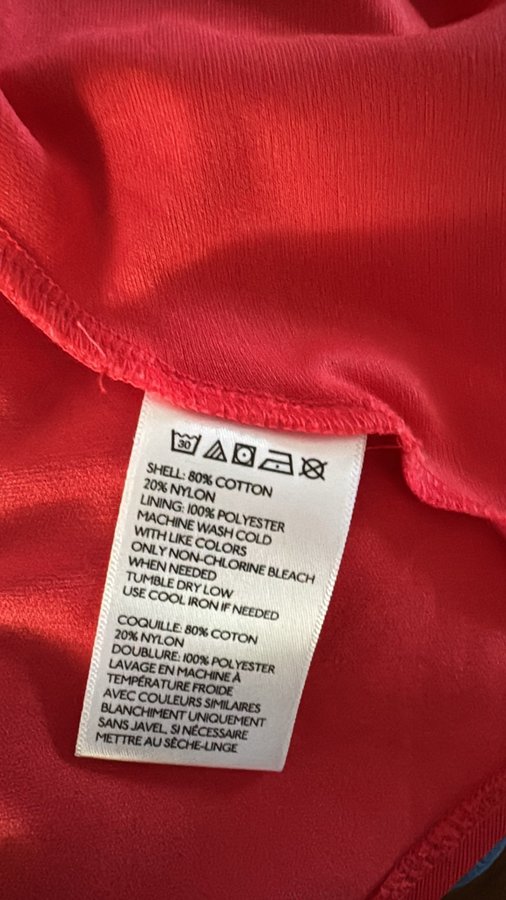 30
SHELL: 80% COTTON
20% NYLON
LINING: 100% POLYESTER
MACHINE WASH COLD
WITH LIKE COLORS
ONLY NON-CHLORINE BLEACH
WHEN NEEDED
TUMBLE DRY LOW
USE COOL IRON IF NEEDED
COQUILLE: 80% COTON
20% NYLON
DOUBLURE: 100% POLYESTER
LAVAGE EN MACHINE À
TEMPÉRATURE FROIDE
AVEC COULEURS SIMILAIRES
BLANCHIMENT UNIQUEMENT
SANS JAVEL, SI NÉCESSAIRE
METTRE AU SÈCHE-LINGE